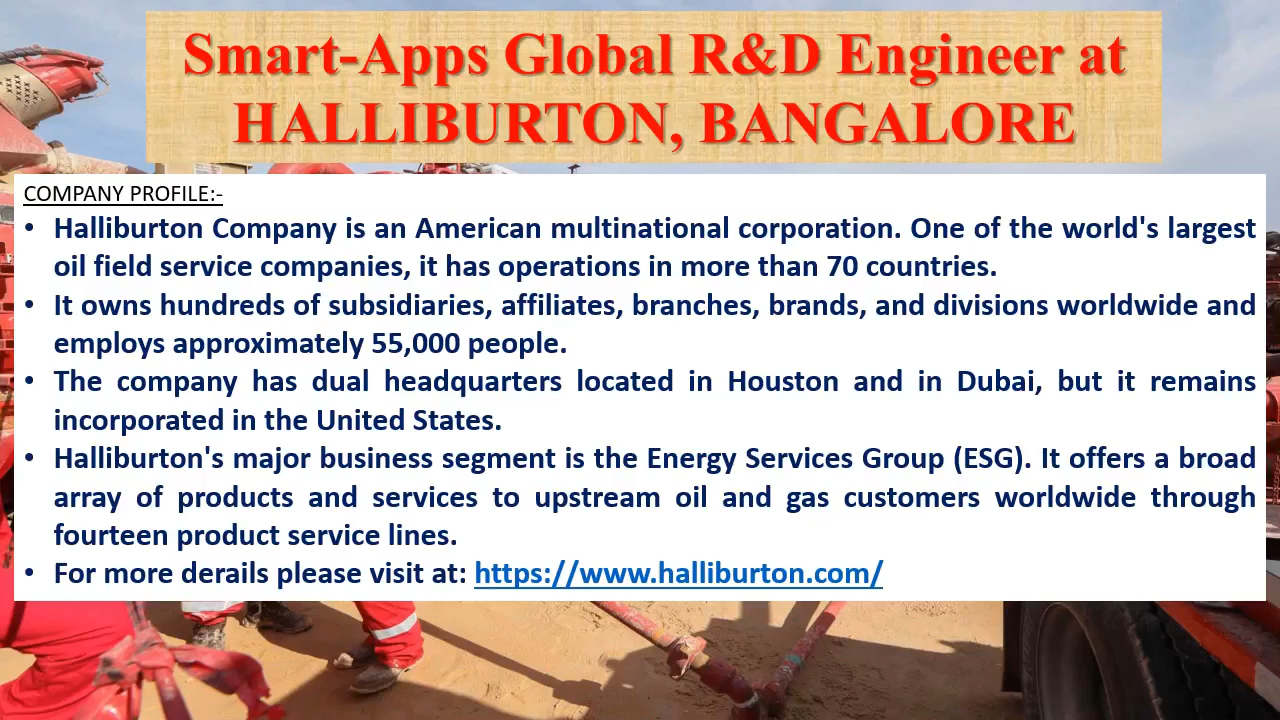 Smart-Apps Global R&D Engineer at
HALLIBURTON, BANGALORE
COMPANY PROFILE:-
• Halliburton Company is an American multinational corporation. One of the world's largest
oil field service companies, it has operations in more than 70 countries.
• It owns hundreds of subsidiaries, affiliates, branches, brands, and divisions worldwide and
employs approximately 55,000 people.
• The company has dual headquarters located in Houston and in Dubai, but it remains
incorporated in the United States.
• Halliburton's major business segment is the Energy Services Group (ESG). It offers a broad
array of products and services to upstream oil and gas customers worldwide through
fourteen product service lines.
• For more derails please visit at: https://www.halliburton.com/